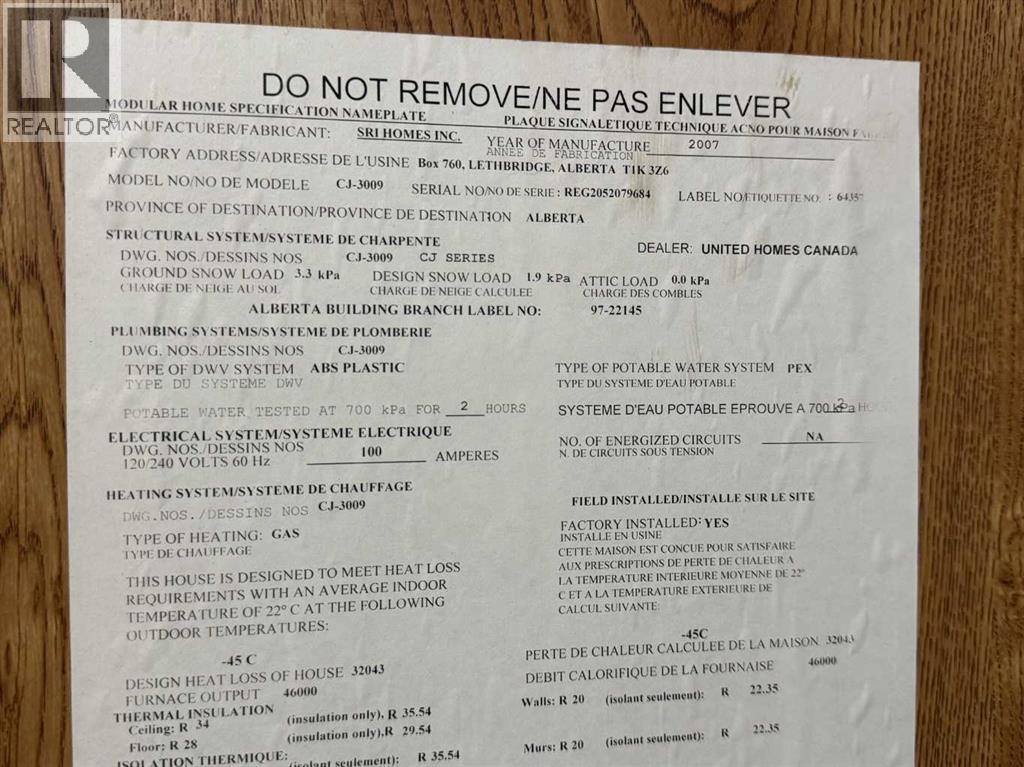 REALTOR®
DO NOT REMOVE/NE PAS ENLEVER
MODULAR HOME SPECIFICATION NAMEPLATE PLAQUE SIGNALETIQUE TECHNIQUE ACNO POUR MAISON
MANUFACTURER/FABRICANT: SRI HOMES INC. YEAR OF MANUFACTURE 2007
ANNEE DE FABRICATION
FACTORY ADDRESS/ADRESSE DE L'USINE Box 760, LETHBRIDGE, ALBERTA T1K 3Z6
MODEL NO/NO DE MODELE CJ-3009 SERIAL NO/NO DE SÉRIE: REG2052079684 LABEL NO/ETIQUETTE NO. : 64357
PROVINCE OF DESTINATION/PROVINCE DE DESTINATION ALBERTA
STRUCTURAL SYSTEM/SYSTEME DE CHARPENTE DEALER: UNITED HOMES CANADA
DWG. NOS./DESSINS NOS CJ-3009 CJ SERIES
GROUND SNOW LOAD 3.3 kPa DESIGN SNOW LOAD 1.9 kPa ATTIC LOAD 0.0 kPa
CHARGE DE NEIGE AU SOL CHARGE DE NEIGE CALCULEE CHARGE DES COMBLES
ALBERTA BUILDING BRANCH LABEL NO: 97-22145
PLUMBING SYSTEMS/SYSTEME DE PLOMBERIE
DWG. NOS./DESSINS NOS CJ-3009
TYPE OF DWV SYSTEM ABS PLASTIC TYPE OF POTABLE WATER SYSTEM PEX
TYPE DU SYSTEME DWV TYPE DU SYSTEME D'EAU POTABLE
POTABLE WATER TESTED AT 700 kPa FOR 2 HOURS SYSTEME D'EAU POTABLE EPROUVE A 700 kPa 2
ELECTRICAL SYSTEM/SYSTEME ELECTRIQUE
DWG. NOS./DESSINS NOS NO. OF ENERGIZED CIRCUITS NA
120/240 VOLTS 60 Hz 100 AMPERES N. DE CIRCUITS SOUS TENSION
HEATING SYSTEM/SYSTEME DE CHAUFFAGE FIELD INSTALLED/INSTALLE SUR LE SITE
DWG.NOS./DESSINS NOS CJ-3009 FACTORY INSTALLED: YES
INSTALLE EN USINE
TYPE OF HEATING: GAS
TYPE DE CHAUFFAGE
CETTE MAISON EST CONCUE POUR SATISFAIRE
AUX PRESCRIPTIONS DE PERTE DE CHALEUR A
LA TEMPERATURE INTERIEURE MOYENNE DE 22°
C ET A LA TEMPERATURE EXTERIEURE DE
CALCUL SUIVANTE:
THIS HOUSE IS DESIGNED TO MEET HEAT LOSS
REQUIREMENTS WITH AN AVERAGE INDOOR
TEMPERATURE OF 22° C AT THE FOLLOWING
OUTDOOR TEMPERATURES:
-45 C -45C
DESIGN HEAT LOSS OF HOUSE 32043 PERTE DE CHALEUR CALCULEE DE LA MAISON 32043
FURNACE OUTPUT 46000 DEBIT CALORIFIQUE DE LA FOURNAISE 46000
THERMAL INSULATION
Ceiling: R 34 (insulation only), R 35.54 Walls: R 20 (isolant seulement): R 22.35
Floor: R 28 (insulation only),R 29.54 Murs: R 20 (isolant seulement): R 22.35
ISOLATION THERMIQUE:
(isolant seulement): R 35.54